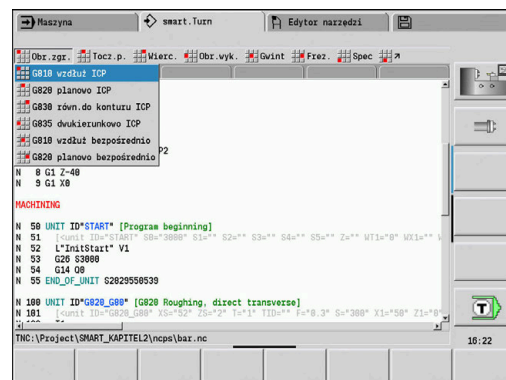 Maszyna smart.Turn Edytor narzędzi
Obr.zgr. Tocz.p. Wierc. Obr.wyk. Gwint Frez. Spec
G810 wzdłuż ICP
G820 planowo ICP
G830 równ.do konturu ICP
G835 dwukierunkowo ICP
G810 wzdłuż bezpośrednio
G820 planowo bezpośrednio
P2
N 8 G1 Z-40
N 9 G1 X0
MACHINING
N 50 UNIT ID"START" [Program beginning]
N 51 [<unit ID="START" S0="3000" S1="" S2="" S3="" S4="" S5="" Z="" WT1="0" WX1=""
N 52 L"InitStart" V1
N 53 G26 S3000
N 54 G14 Q0
N 55 END_OF_UNIT S2029550539
N 100 UNIT ID"G820_G80" [G820 Roughing, direct transverse]
N 101 [<unit ID="G820_G80" XS="52" ZS="2" T="1" TID="" F="0.3" S="300" X1="50" Z1="0"
TNC:\Project\SMART_KAPITEL2\ncps\bar.nc
T
16:22